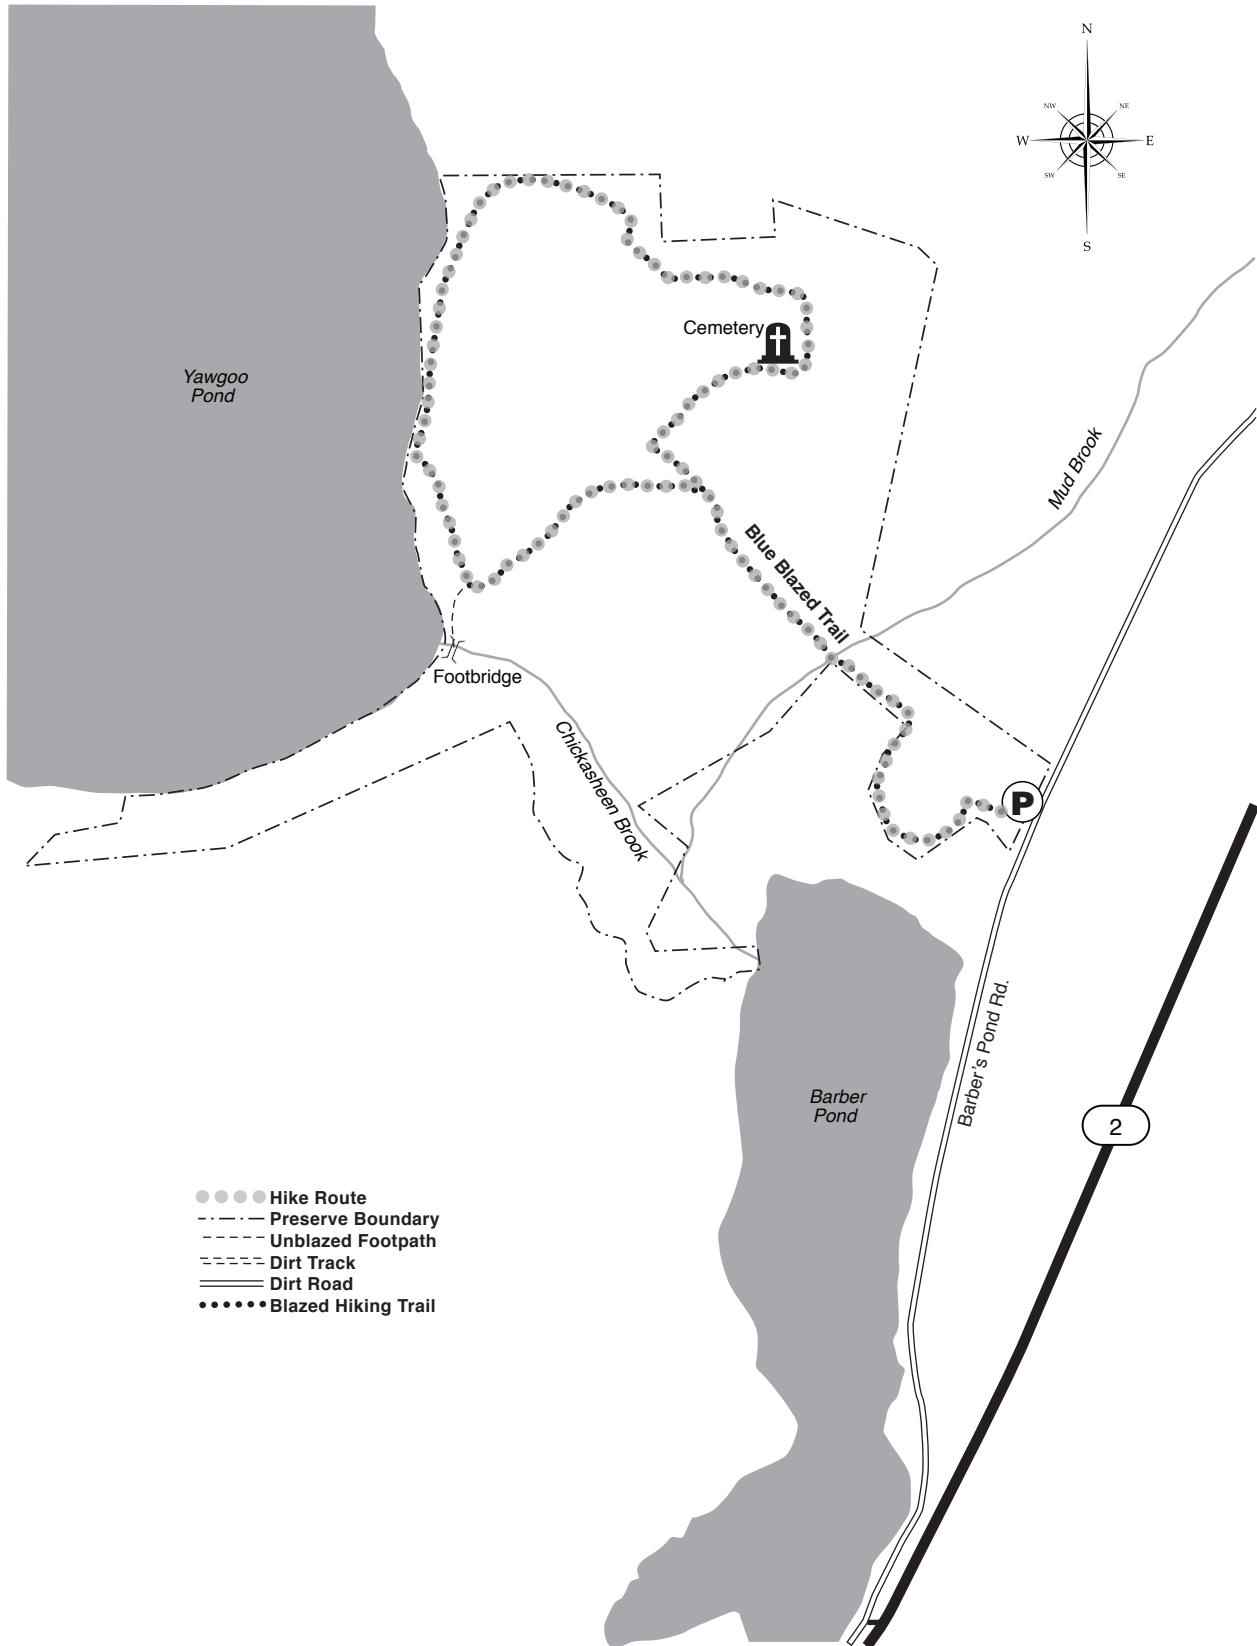 N
NW
NE
W
E
SW
SE
S
Cemetery
Yawgoo
Pond
Mud Brook
Blue Blazed Trail
Footbridge
Chickasheen Brook
P
Barber's Pond Rd.
Barber
Pond
2
Hike Route
Preserve Boundary
Unblazed Footpath
Dirt Track
Dirt Road
Blazed Hiking Trail